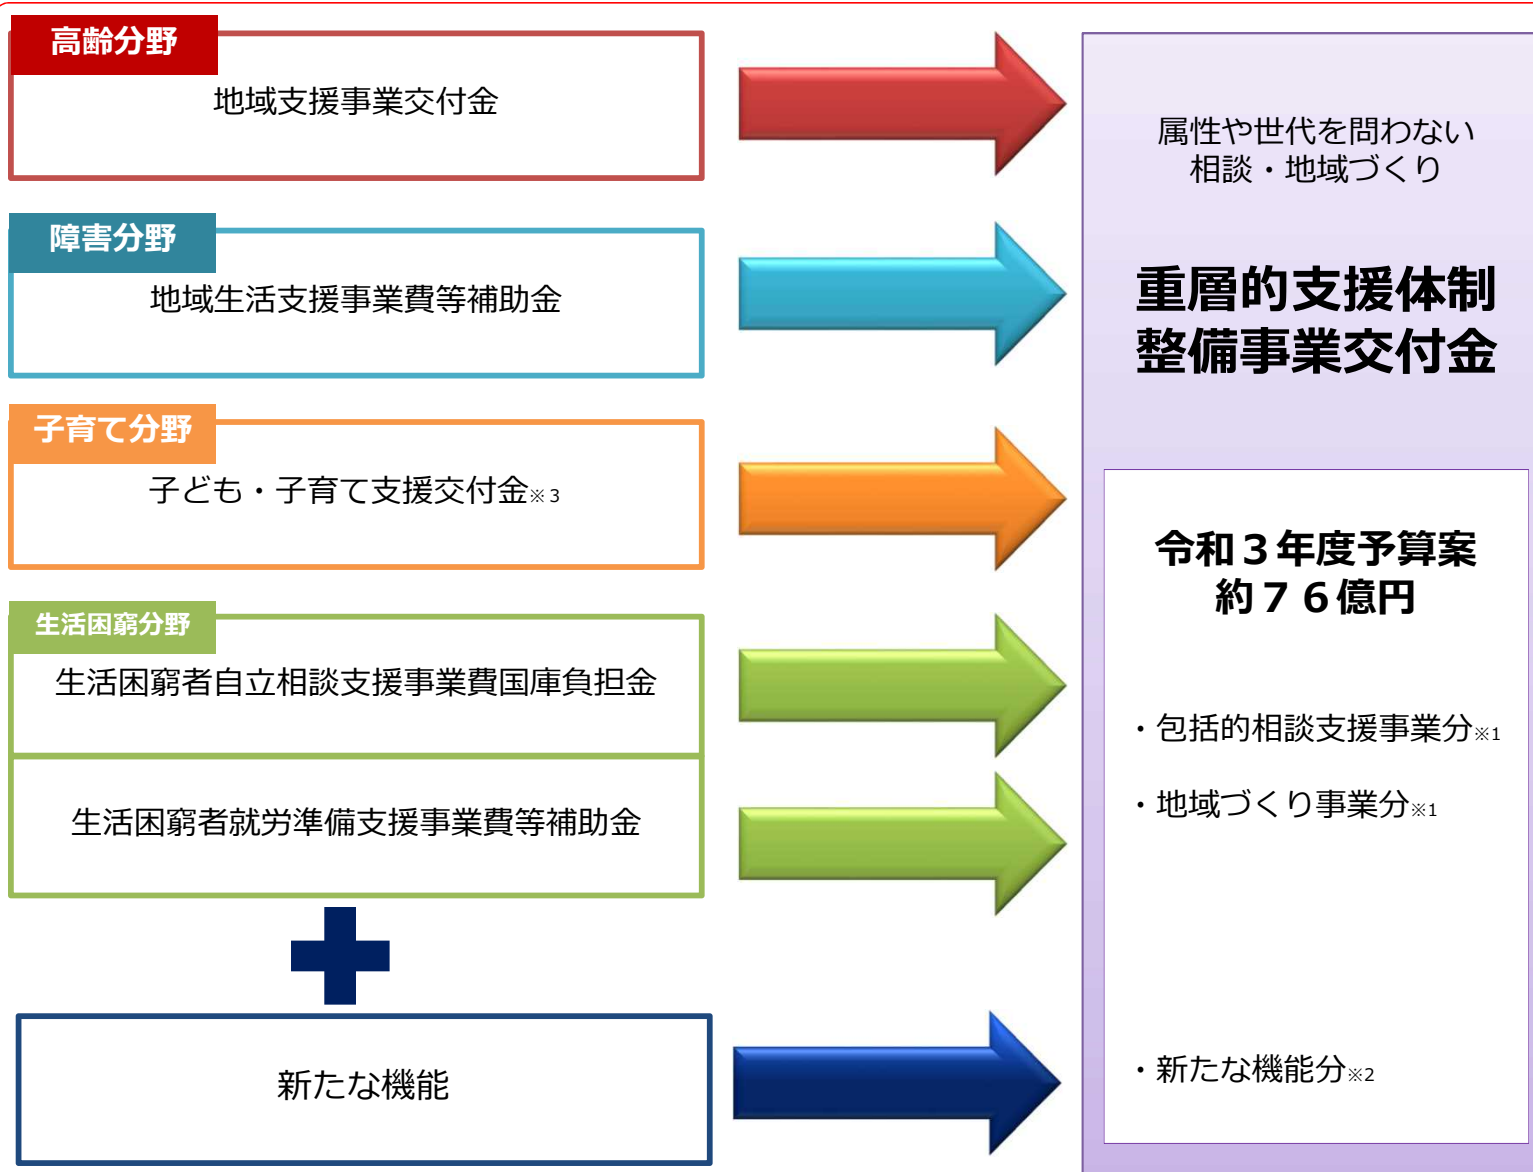 高齢分野
地域支援事業交付金
障害分野
地域生活支援事業費等補助金
子育て分野
子ども・子育て支援交付金※３
生活困窮分野
生活困窮者自立相談支援事業費国庫負担金
生活困窮者就労準備支援事業費等補助金
新たな機能
属性や世代を問わない
相談・地域づくり
重層的支援体制
整備事業交付金
令和３年度予算案
約７６億円
・包括的相談支援事業分※1
・地域づくり事業分※1
・新たな機能分※2